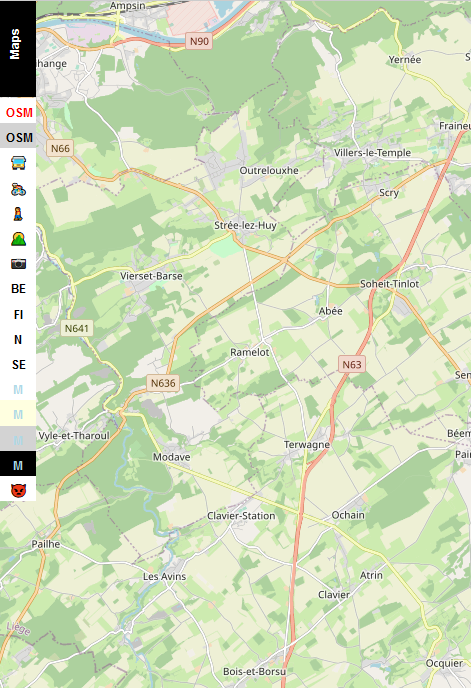 Maps
OSM
OSM
BE
FI
N
SE
M
M
M
M
Ampsin
N90
hange
Yernée
N66
Fraineu
Villers-le-Temple
Outrelouxhe
Scry
Strée-lez-Huy
Vierset-Barse
Soheit-Tinlot
Abée
N641
Ramelot
N63
N636
Sen
Vyle-et-Tharoul
Béem
Terwagne
Modave
Pair
Clavier-Station
Ochain
Pailhe
Les Avins
Atrin
Clavier
Liège
Ocquier
Bois-et-Borsu